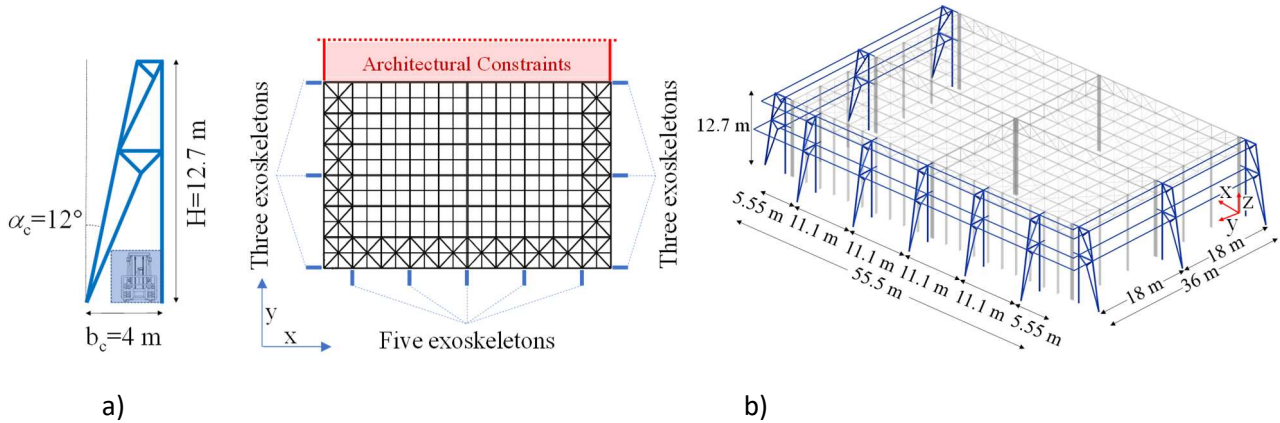 αc=12°
H=12.7 m
bc=4 m
a)
Architectural Constraints
Three exoskeletons
Three exoskeletons
y
x
Five exoskeletons
12.7 m
5.55 m
11.1 m
11.1 m
11.1 m
11.1 m
5.55 m
55.5 m
X
Z
y
18 m
18 m
36 m
b)